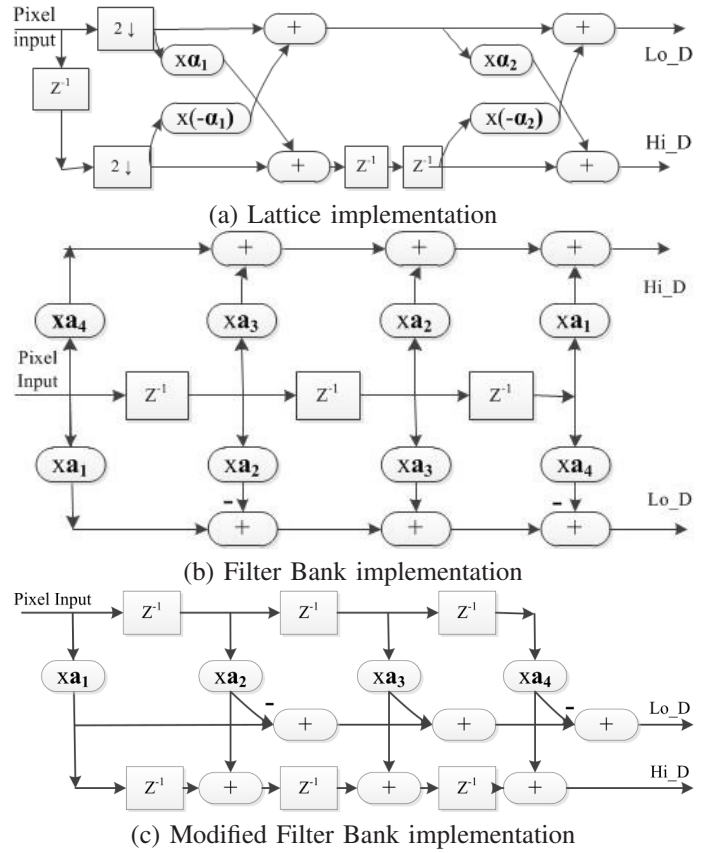 Pixel
input
2 ↓
+
+
Lo_D
xα₁
xα₂
Z⁻¹
x(-α₁)
x(-α₂)
Hi_D
2 ↓
+
Z⁻¹
Z⁻¹
+
(a) Lattice implementation
+
+
+
Hi_D
xa₄
xa₃
xa₂
xa₁
Pixel
Input
Z⁻¹
Z⁻¹
Z⁻¹
xa₁
xa₂
xa₃
xa₄
-
-
Lo_D
+
+
+
(b) Filter Bank implementation
Pixel Input
Z⁻¹
Z⁻¹
Z⁻¹
xa₁
xa₂
xa₃
xa₄
-
-
Lo_D
+
+
+
Hi_D
Z⁻¹
+
Z⁻¹
+
Z⁻¹
+
(c) Modified Filter Bank implementation